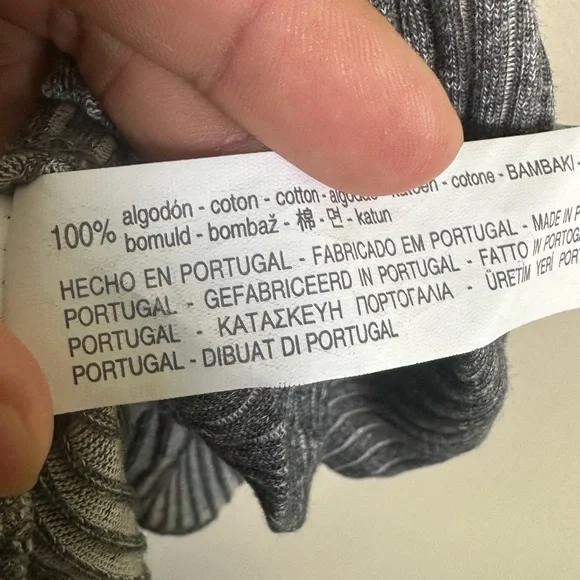 100% algodón - coton - cotton - algodão - katoen - cotone - BAMBAKI -
bomuld - bombaž - 棉 - 면 - katun
HECHO EN PORTUGAL - FABRICADO EM PORTUGAL - MADE IN
PORTUGAL - GEFABRICEERD IN PORTUGAL - FATTO IN
PORTUGAL - ΚΑΤΑΣΚΕΥΗ ΠΟΡΤΟΓΑΛΙΑ - ÜRETİM YERİ
PORTUGAL - DIBUAT DI PORTUGAL